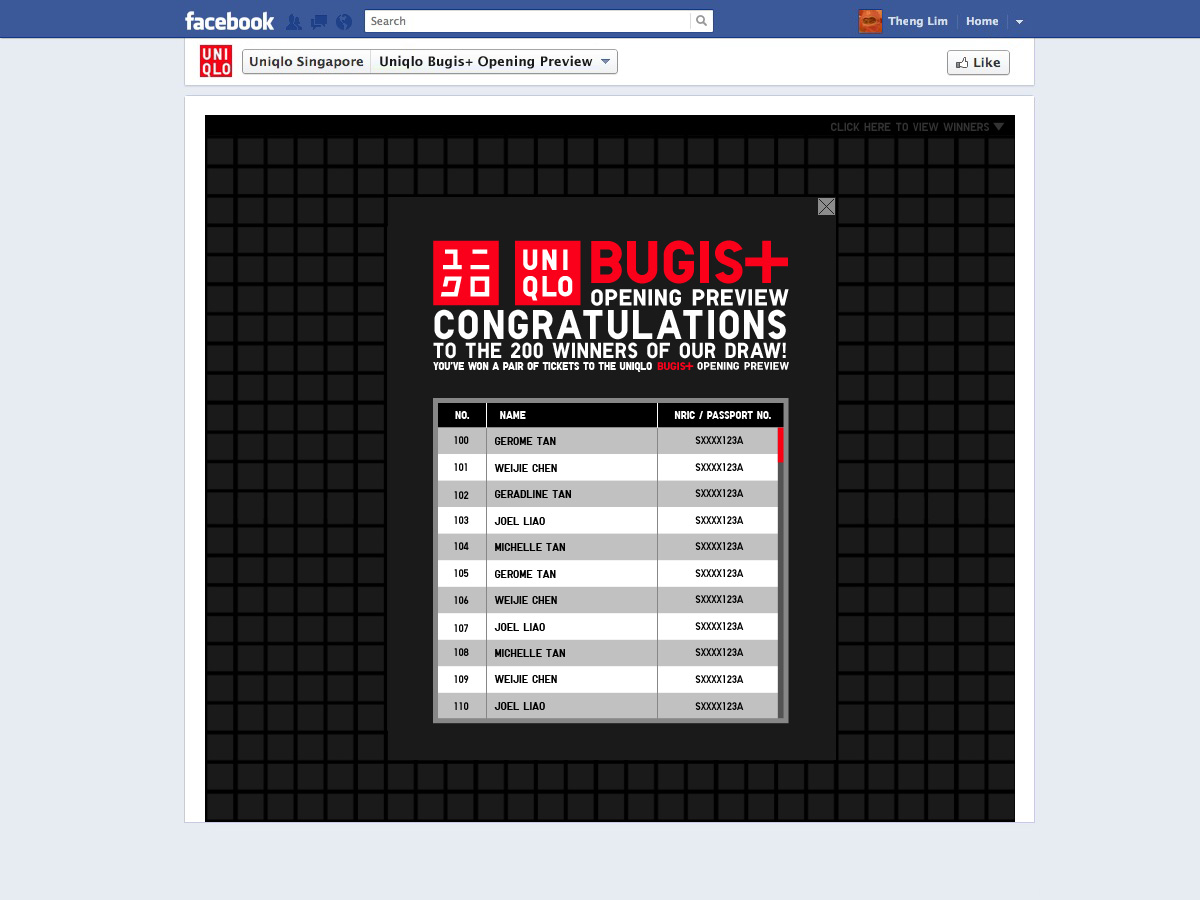 facebook
Search
Theng Lim
Home
UNI
QLO
Uniqlo Singapore
Uniqlo Bugis+ Opening Preview
Like
CLICK HERE TO VIEW WINNERS ▼
ユニ
クロ
UNI
QLO
BUGIS+
OPENING PREVIEW
CONGRATULATIONS
TO THE 200 WINNERS OF OUR DRAW!
YOU'VE WON A PAIR OF TICKETS TO THE UNIQLO BUGIS+ OPENING PREVIEW
NO. NAME NRIC / PASSPORT NO.
100 GEROME TAN SXXXX123A
101 WEIJIE CHEN SXXXX123A
102 GERADLINE TAN SXXXX123A
103 JOEL LIAO SXXXX123A
104 MICHELLE TAN SXXXX123A
105 GEROME TAN SXXXX123A
106 WEIJIE CHEN SXXXX123A
107 JOEL LIAO SXXXX123A
108 MICHELLE TAN SXXXX123A
109 WEIJIE CHEN SXXXX123A
110 JOEL LIAO SXXXX123A